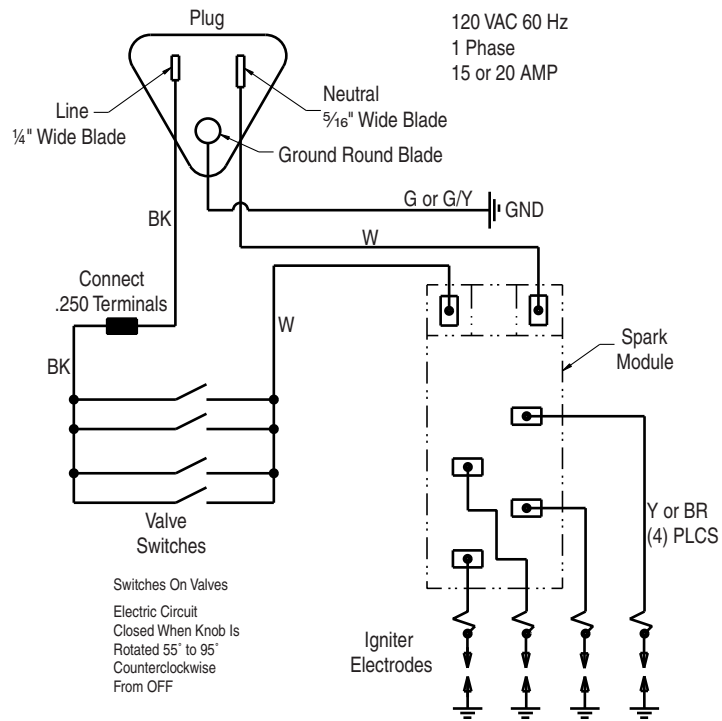 Plug
120 VAC 60 Hz
1 Phase
15 or 20 AMP
Line
¼" Wide Blade
Neutral
5⁄16" Wide Blade
Ground Round Blade
G or G/Y
GND
BK
W
Connect
.250 Terminals
W
BK
Spark
Module
Valve
Switches
Y or BR
(4) PLCS
Switches On Valves
Electric Circuit
Closed When Knob Is
Rotated 55˚ to 95˚
Counterclockwise
From OFF
Igniter
Electrodes